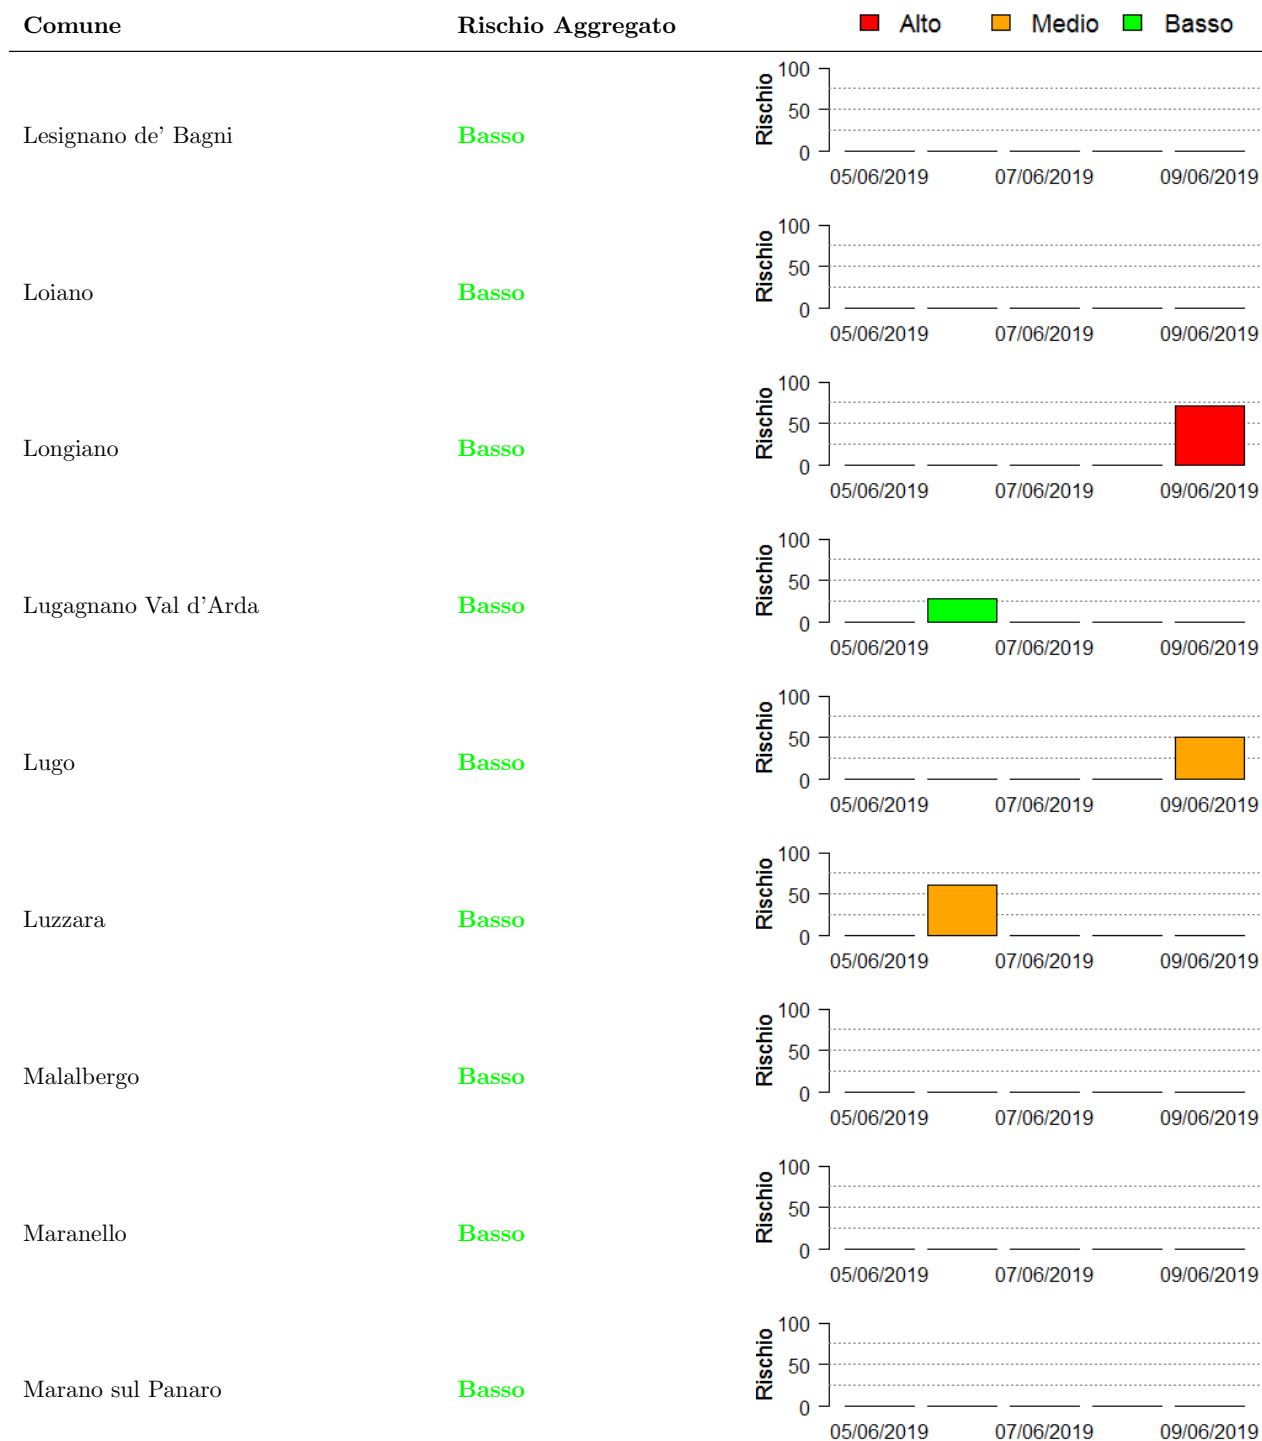 Comune Rischio Aggregato Alto Medio Basso
100
50
0
Rischio
Lesignano de' Bagni Basso
05/06/2019 07/06/2019 09/06/2019
100
50
0
Rischio
Loiano Basso
05/06/2019 07/06/2019 09/06/2019
100
50
0
Rischio
Longiano Basso
05/06/2019 07/06/2019 09/06/2019
100
50
0
Rischio
Lugagnano Val d'Arda Basso
05/06/2019 07/06/2019 09/06/2019
100
50
0
Rischio
Lugo Basso
05/06/2019 07/06/2019 09/06/2019
100
50
0
Rischio
Luzzara Basso
05/06/2019 07/06/2019 09/06/2019
100
50
0
Rischio
Malalbergo Basso
05/06/2019 07/06/2019 09/06/2019
100
50
0
Rischio
Maranello Basso
05/06/2019 07/06/2019 09/06/2019
100
50
0
Rischio
Marano sul Panaro Basso
05/06/2019 07/06/2019 09/06/2019